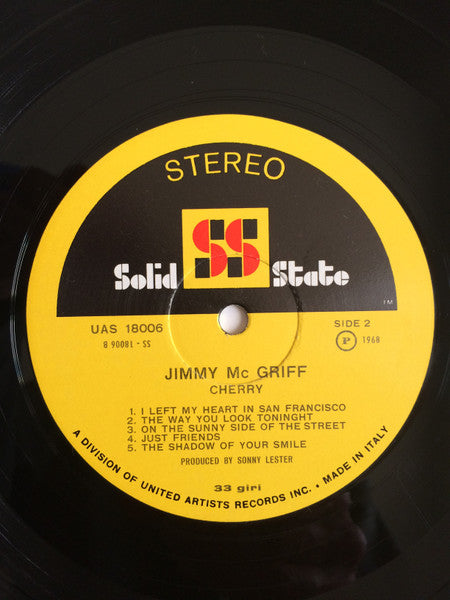 STEREO
SS
Solid State
TM
UAS 18006
SIDE 2
8 9008L - SS
P 1968
JIMMY Mc GRIFF
CHERRY
1. I LEFT MY HEART IN SAN FRANCISCO
2. THE WAY YOU LOOK TONINGHT
3. ON THE SUNNY SIDE OF THE STREET
4. JUST FRIENDS
5. THE SHADOW OF YOUR SMILE
PRODUCED BY SONNY LESTER
33 giri
A DIVISION OF UNITED ARTISTS RECORDS INC. • MADE IN ITALY